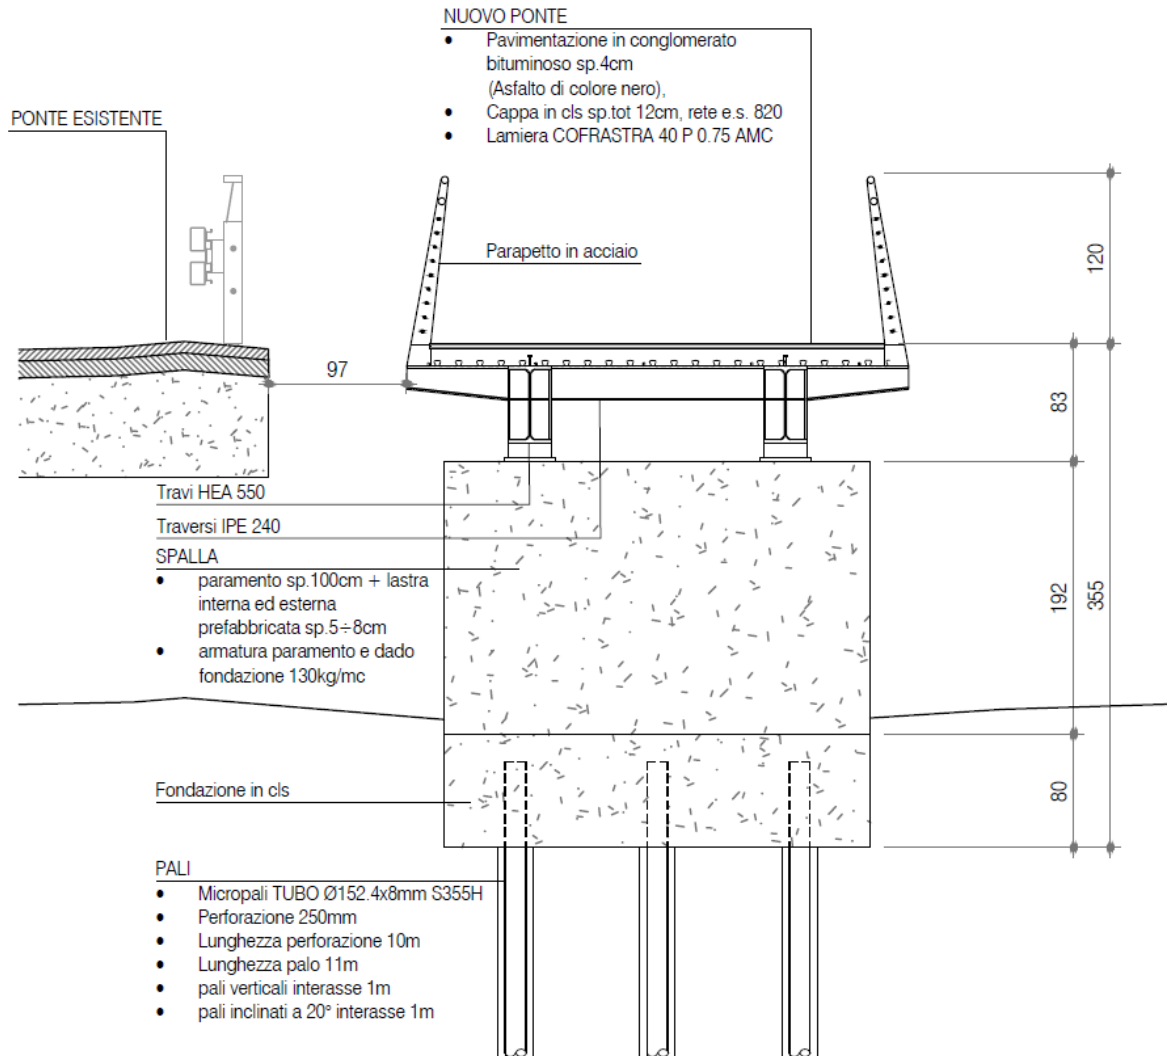 NUOVO PONTE
• Pavimentazione in conglomerato
bituminoso sp.4cm
(Asfalto di colore nero),
• Cappa in cls sp.tot 12cm, rete e.s. 820
• Lamiera COFRASTRA 40 P 0.75 AMC
PONTE ESISTENTE
Parapetto in acciaio
120
97
83
Travi HEA 550
Traversi IPE 240
SPALLA
• paramento sp.100cm + lastra
interna ed esterna
prefabbricata sp.5÷8cm
• armatura paramento e dado
fondazione 130kg/mc
192
355
Fondazione in cls
80
PALI
• Micropali TUBO Ø152.4x8mm S355H
• Perforazione 250mm
• Lunghezza perforazione 10m
• Lunghezza palo 11m
• pali verticali interasse 1m
• pali inclinati a 20° interasse 1m